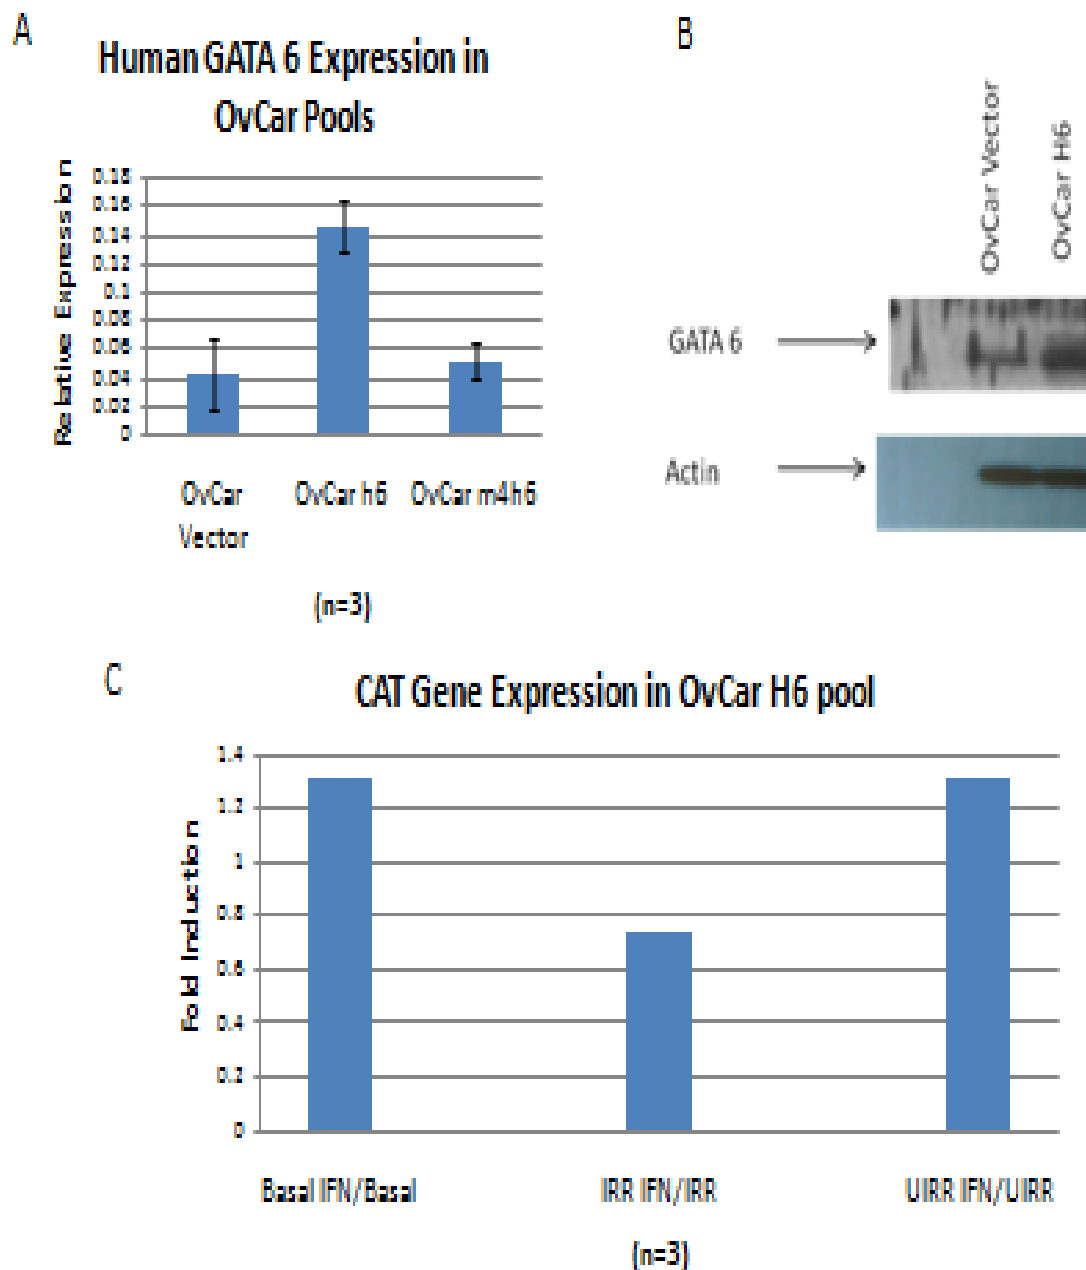 A
Human GATA 6 Expression in
OvCar Pools
Relative Expression
0.18
0.16
0.14
0.12
0.1
0.08
0.06
0.04
0.02
0
OvCar
Vector
OvCar h6
OvCar m4h6
(n=3)
B
OvCar Vector
OvCar H6
GATA 6
Actin
C
CAT Gene Expression in OvCar H6 pool
Fold Induction
1.4
1.2
1
0.8
0.6
0.4
0.2
0
Basal IFN/Basal
IRR IFN/IRR
UIRR IFN/UIRR
(n=3)